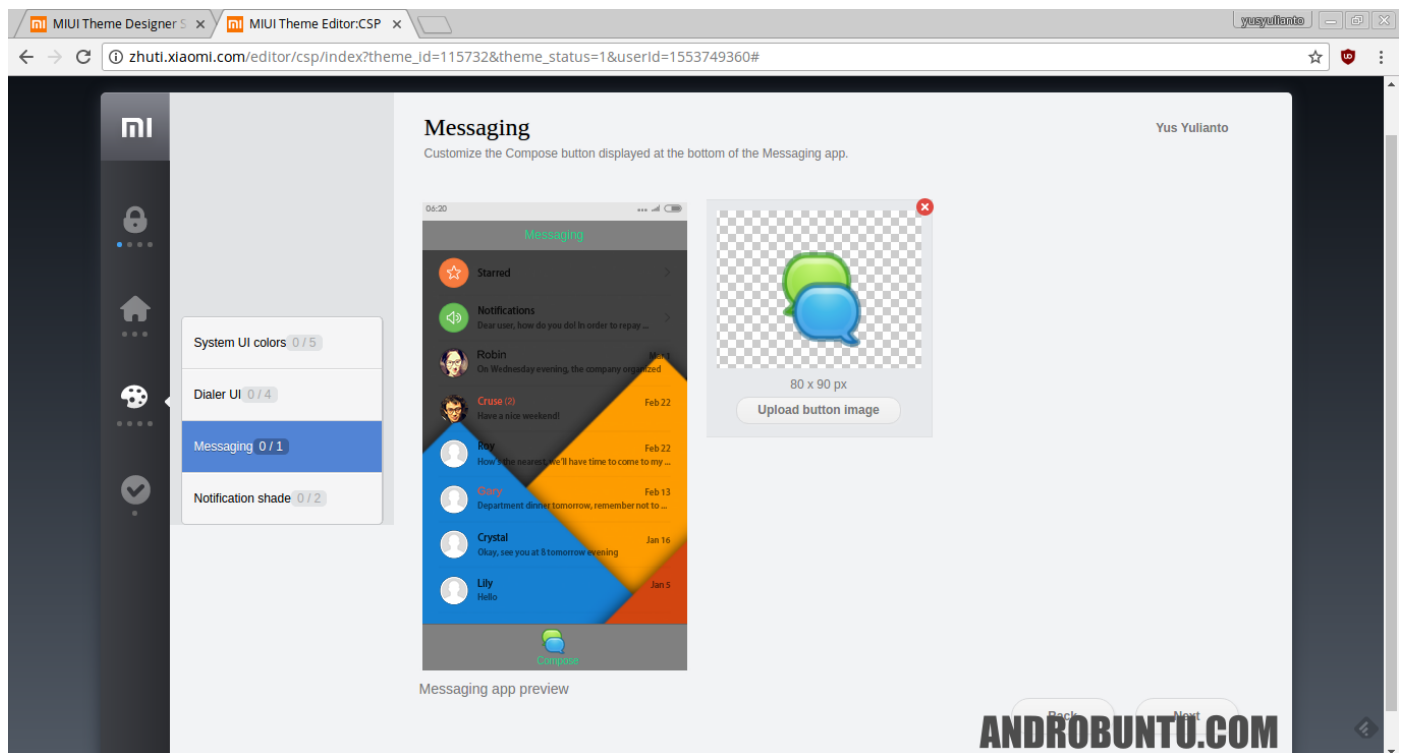 MIUI Theme Designer S
MIUI Theme Editor:CSP
yusyulianto
zhuti.xiaomi.com/editor/csp/index?theme_id=115732&theme_status=1&userId=1553749360#
Messaging
Yus Yulianto
Customize the Compose button displayed at the bottom of the Messaging app.
System UI colors 0 / 5
Dialer UI 0 / 4
Messaging 0 / 1
Notification shade 0 / 2
06:20
Messaging
Starred
Notifications
Dear user, how do you do! In order to repay ...
Robin Mar 1
On Wednesday evening, the company organized
Cruse (2) Feb 22
Have a nice weekend!
Roy Feb 22
How's the nearest, we'll have time to come to my ...
Gary Feb 13
Department dinner tomorrow, remember not to ...
Crystal Jan 16
Okay, see you at 8 tomorrow evening
Lily Jan 5
Hello
Compose
Messaging app preview
80 x 90 px
Upload button image
Back Next
ANDROBUNTU.COM